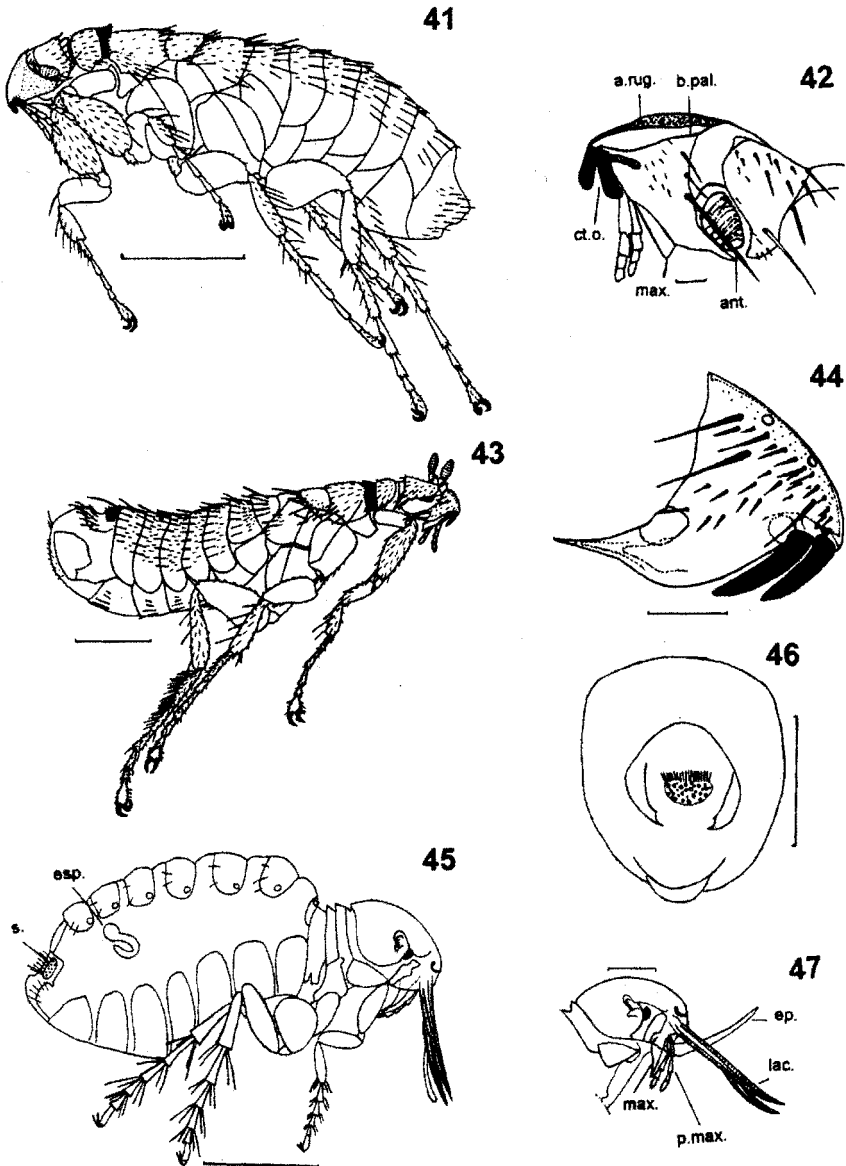 41
a.rug. b.pal. 42
ct.o.
max.
ant.
44
43
46
45
esp.
s.
47
ep.
lac.
max.
p.max.